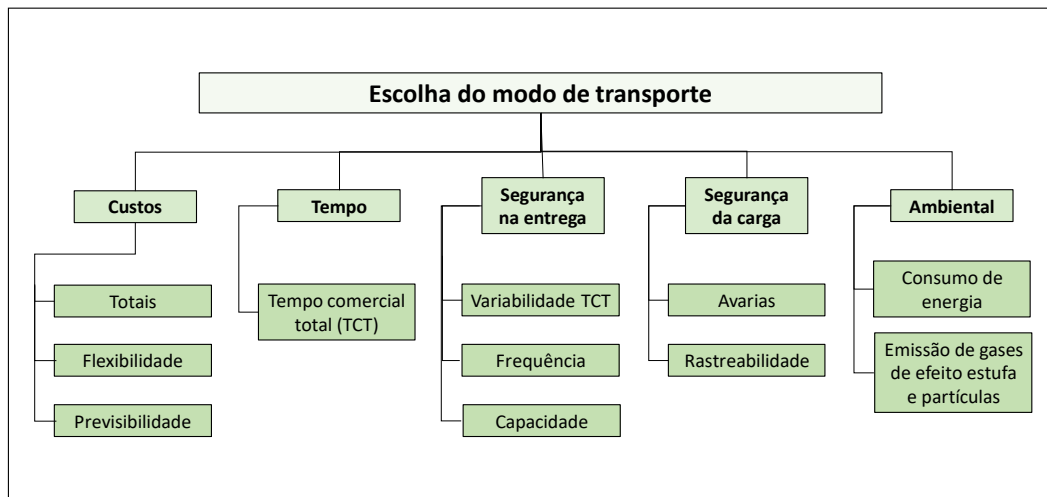 Escolha do modo de transporte
Custos
Tempo
Segurança
na entrega
Segurança
da carga
Ambiental
Totais
Flexibilidade
Previsibilidade
Tempo comercial
total (TCT)
Variabilidade TCT
Frequência
Capacidade
Avarias
Rastreabilidade
Consumo de
energia
Emissão de gases
de efeito estufa
e partículas